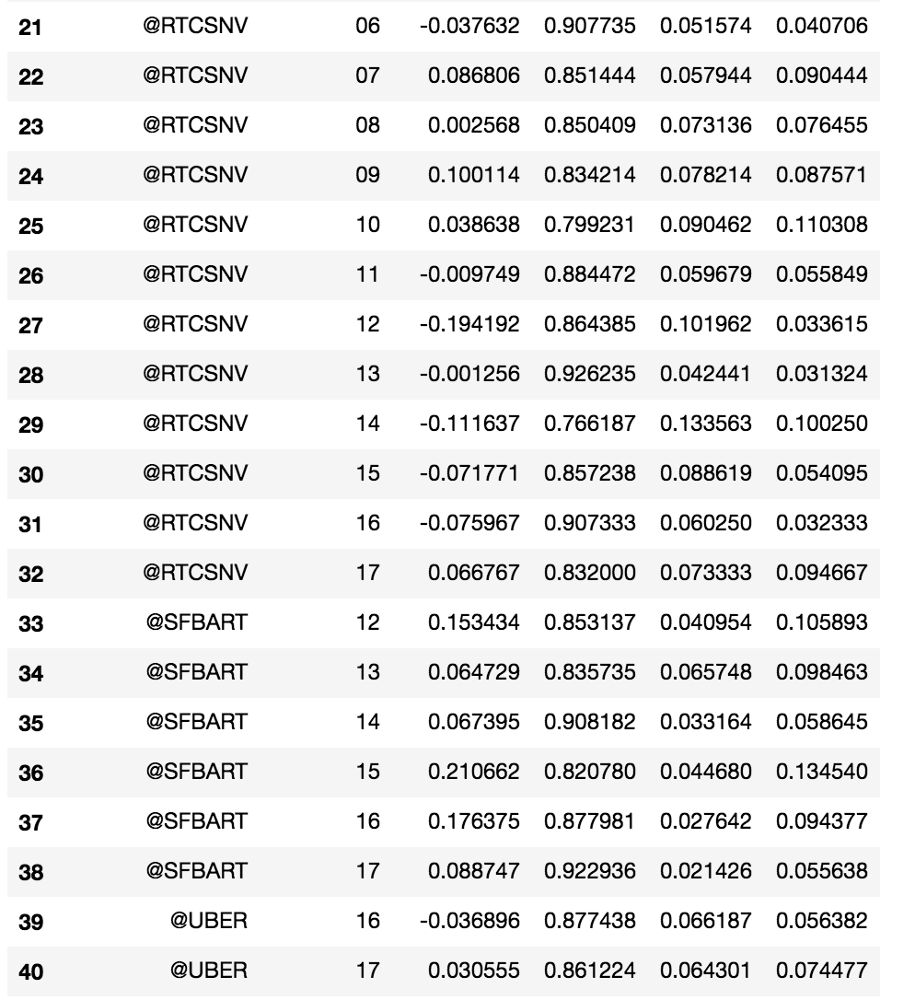 21 @RTCSNV 06 -0.037632 0.907735 0.051574 0.040706
22 @RTCSNV 07 0.086806 0.851444 0.057944 0.090444
23 @RTCSNV 08 0.002568 0.850409 0.073136 0.076455
24 @RTCSNV 09 0.100114 0.834214 0.078214 0.087571
25 @RTCSNV 10 0.038638 0.799231 0.090462 0.110308
26 @RTCSNV 11 -0.009749 0.884472 0.059679 0.055849
27 @RTCSNV 12 -0.194192 0.864385 0.101962 0.033615
28 @RTCSNV 13 -0.001256 0.926235 0.042441 0.031324
29 @RTCSNV 14 -0.111637 0.766187 0.133563 0.100250
30 @RTCSNV 15 -0.071771 0.857238 0.088619 0.054095
31 @RTCSNV 16 -0.075967 0.907333 0.060250 0.032333
32 @RTCSNV 17 0.066767 0.832000 0.073333 0.094667
33 @SFBART 12 0.153434 0.853137 0.040954 0.105893
34 @SFBART 13 0.064729 0.835735 0.065748 0.098463
35 @SFBART 14 0.067395 0.908182 0.033164 0.058645
36 @SFBART 15 0.210662 0.820780 0.044680 0.134540
37 @SFBART 16 0.176375 0.877981 0.027642 0.094377
38 @SFBART 17 0.088747 0.922936 0.021426 0.055638
39 @UBER 16 -0.036896 0.877438 0.066187 0.056382
40 @UBER 17 0.030555 0.861224 0.064301 0.074477